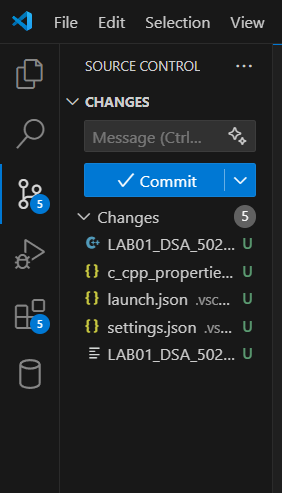 File Edit Selection View
SOURCE CONTROL ...
CHANGES
Message (Ctrl...
Commit
Changes 5
LAB01_DSA_502... U
{} c_cpp_propertie... U
{} launch.json .vsc... U
{} settings.json .vs... U
LAB01_DSA_502... U
5
5